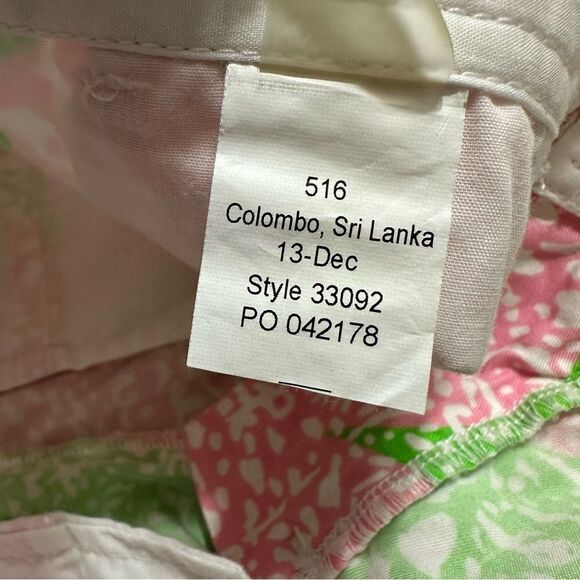 516
Colombo, Sri Lanka
13-Dec
Style 33092
PO 042178